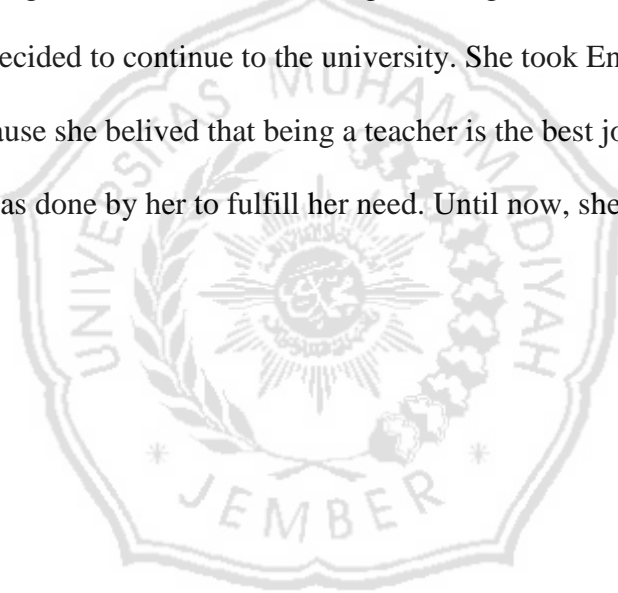 ecided to continue to the university. She took En
ause she belived that being a teacher is the best jo
as done by her to fulfill her need. Until now, she
UNIVERSITAS MUHAMMADIYAH
JEMBER